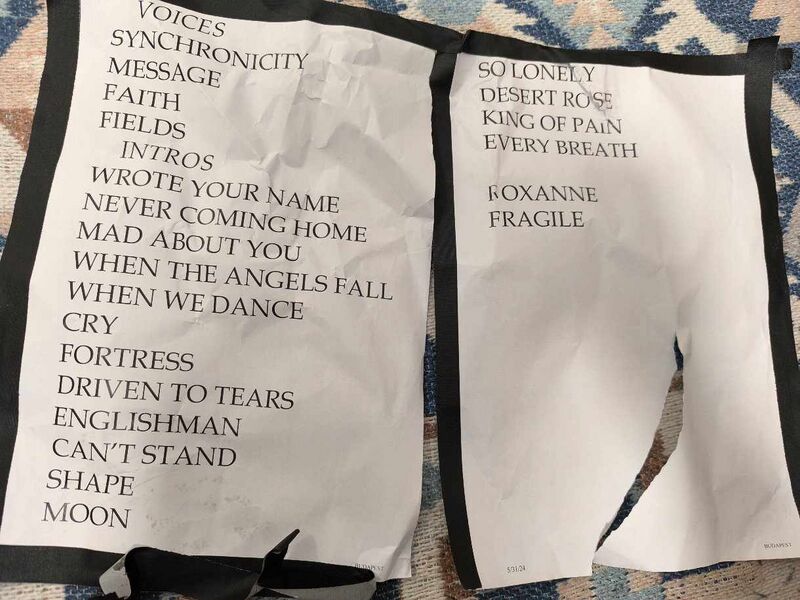 VOICES
SYNCHRONICITY
MESSAGE
FAITH
FIELDS
INTROS
WROTE YOUR NAME
NEVER COMING HOME
MAD ABOUT YOU
WHEN THE ANGELS FALL
WHEN WE DANCE
CRY
FORTRESS
DRIVEN TO TEARS
ENGLISHMAN
CAN'T STAND
SHAPE
MOON
BUDAPEST
SO LONELY
DESERT ROSE
KING OF PAIN
EVERY BREATH
ROXANNE
FRAGILE
5/31/24
BUDAPEST